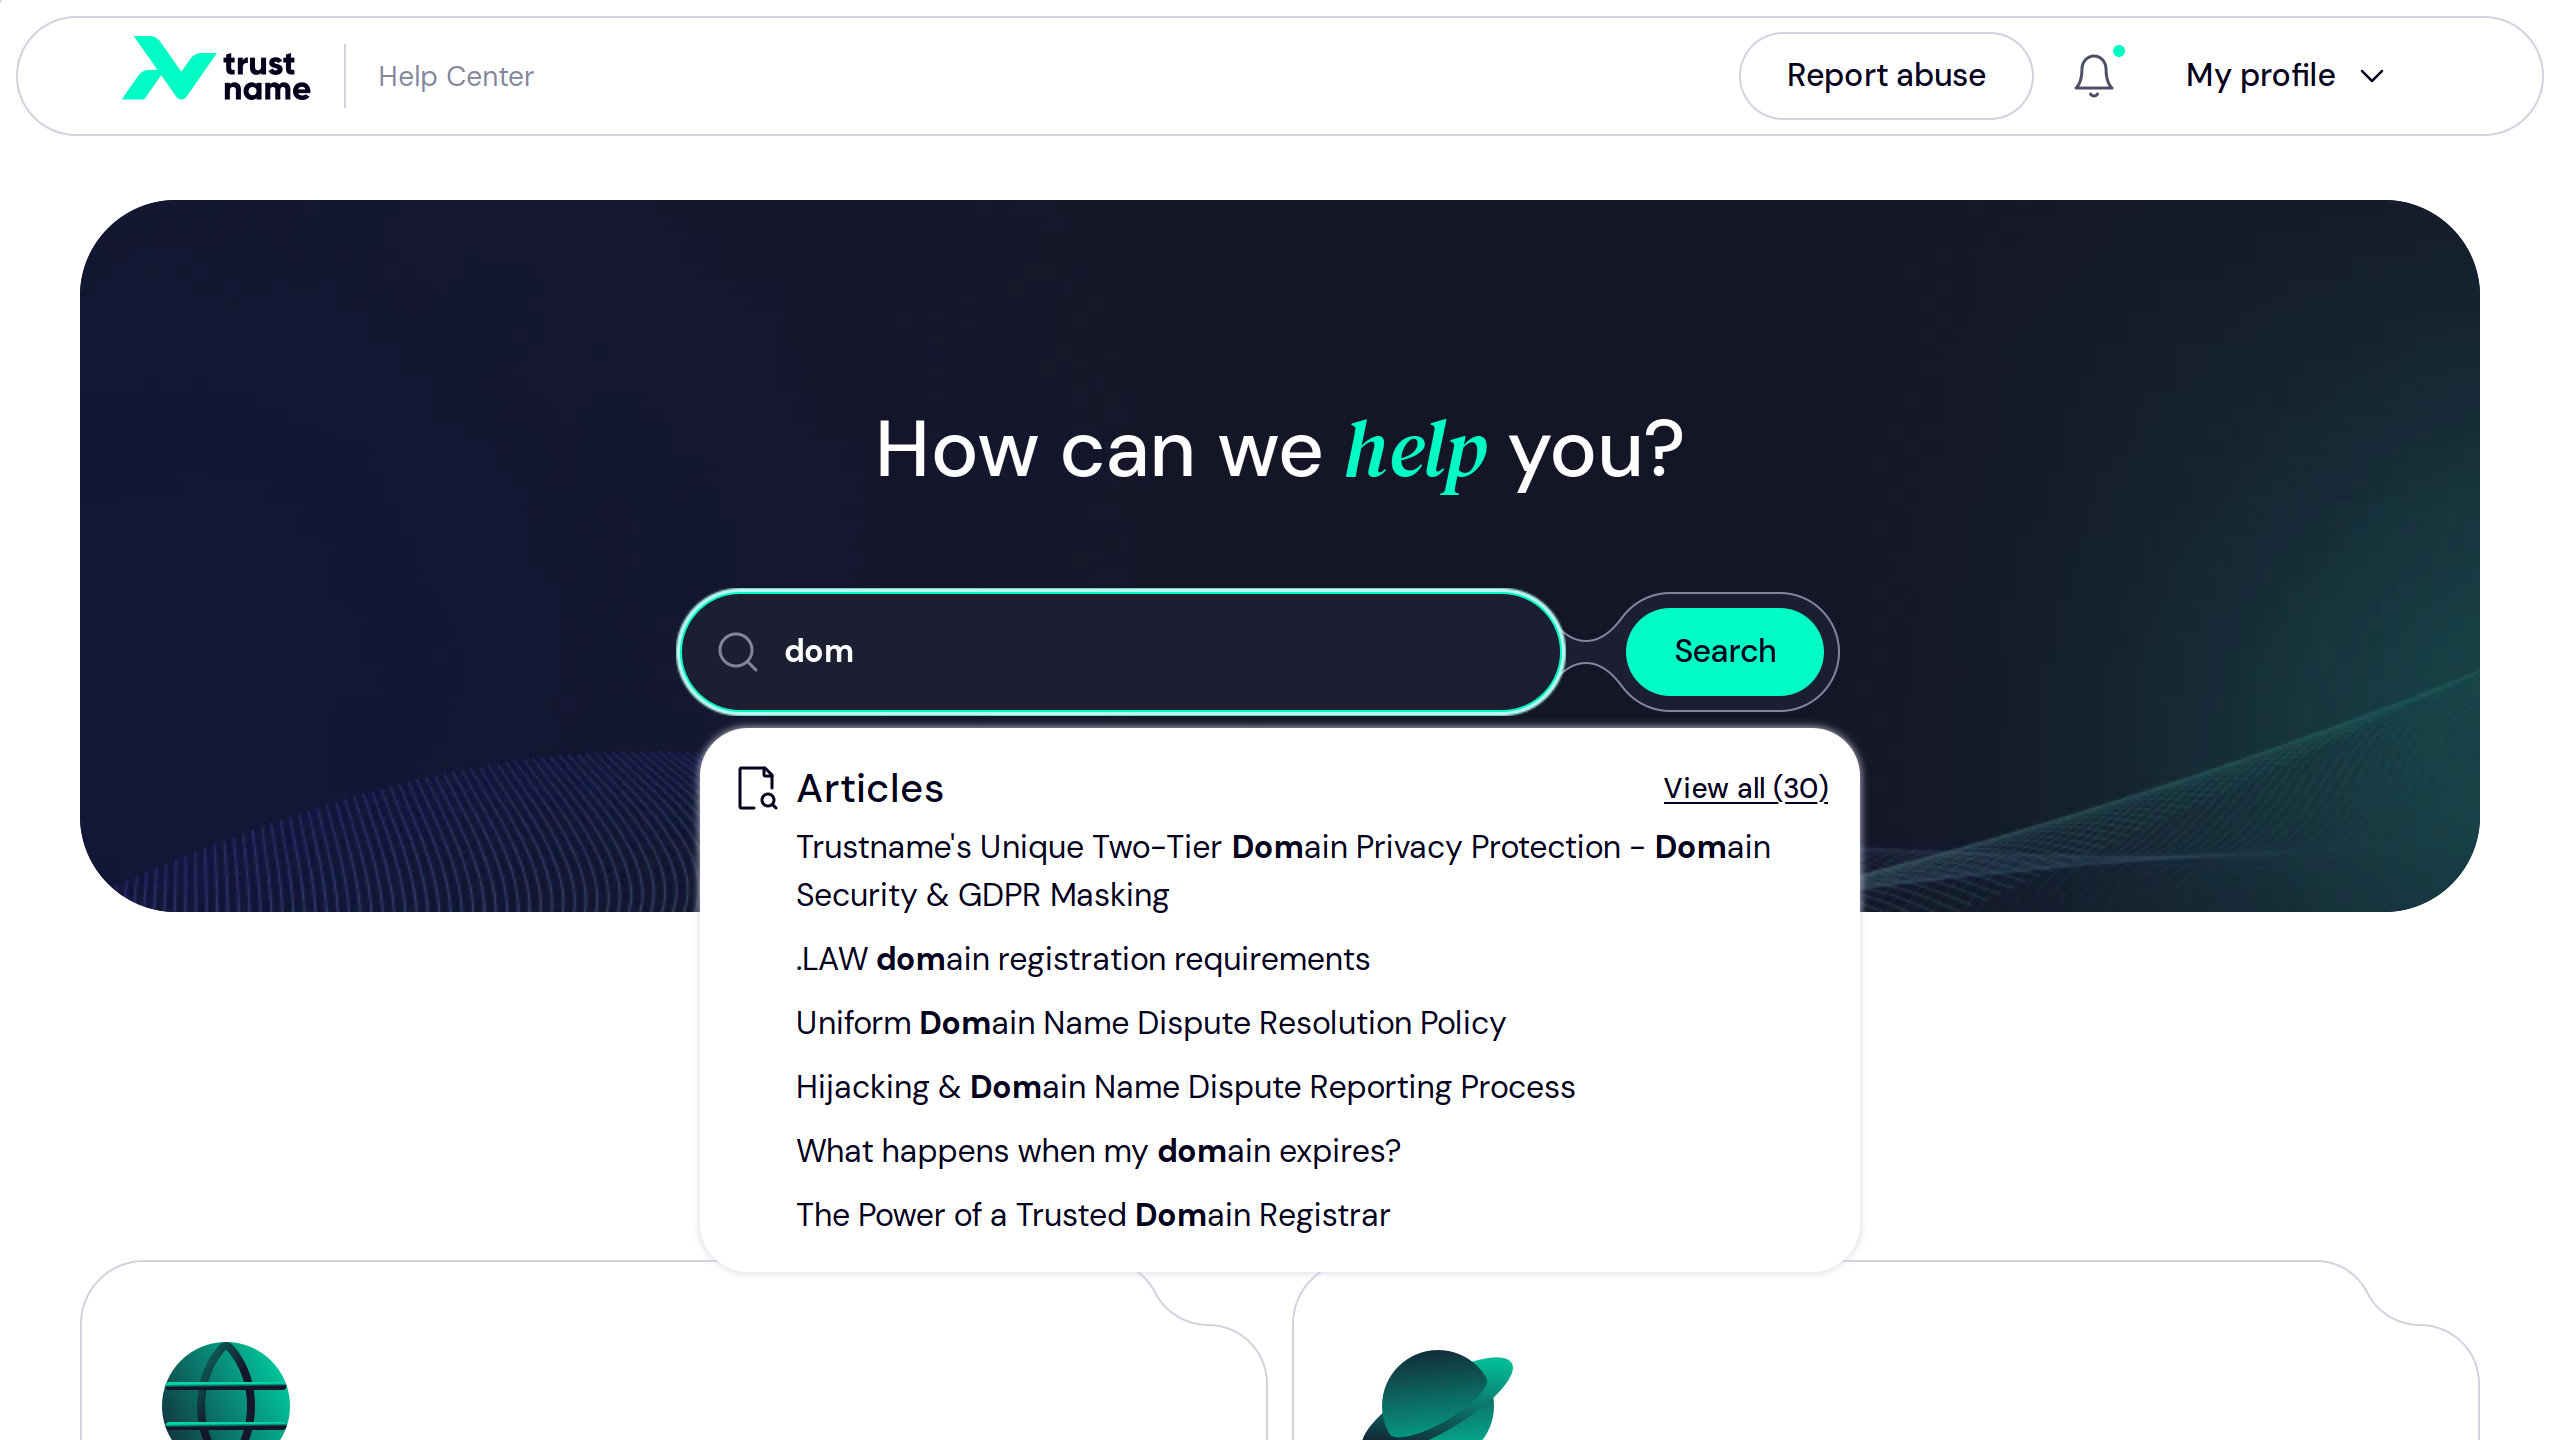 trust
name
Help Center
Report abuse
My profile
How can we help you?
dom
Search
Articles
View all (30)
Trustname's Unique Two-Tier Domain Privacy Protection - Domain
Security & GDPR Masking
.LAW domain registration requirements
Uniform Domain Name Dispute Resolution Policy
Hijacking & Domain Name Dispute Reporting Process
What happens when my domain expires?
The Power of a Trusted Domain Registrar